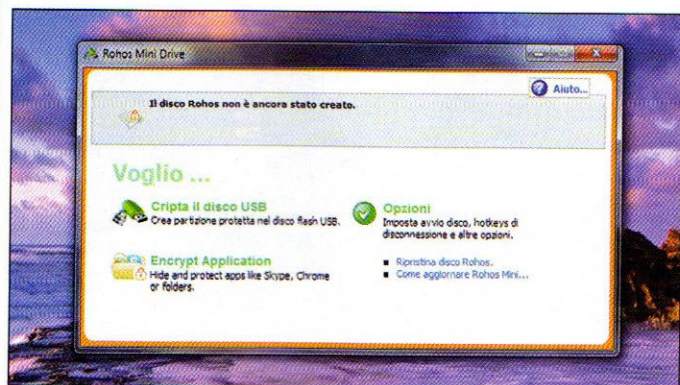 Rohos Mini Drive
Aiuto...
Il disco Rohos non è ancora stato creato.
Voglio ...
Cripta il disco USB
Crea partizione protetta nel disco flash USB.
Opzioni
Imposta avvio disco, hotkeys di
disconnessione e altre opzioni.
Encrypt Application
Hide and protect apps like Skype, Chrome
or folders.
Ripristina disco Rohos.
Come aggiornare Rohos Mini...